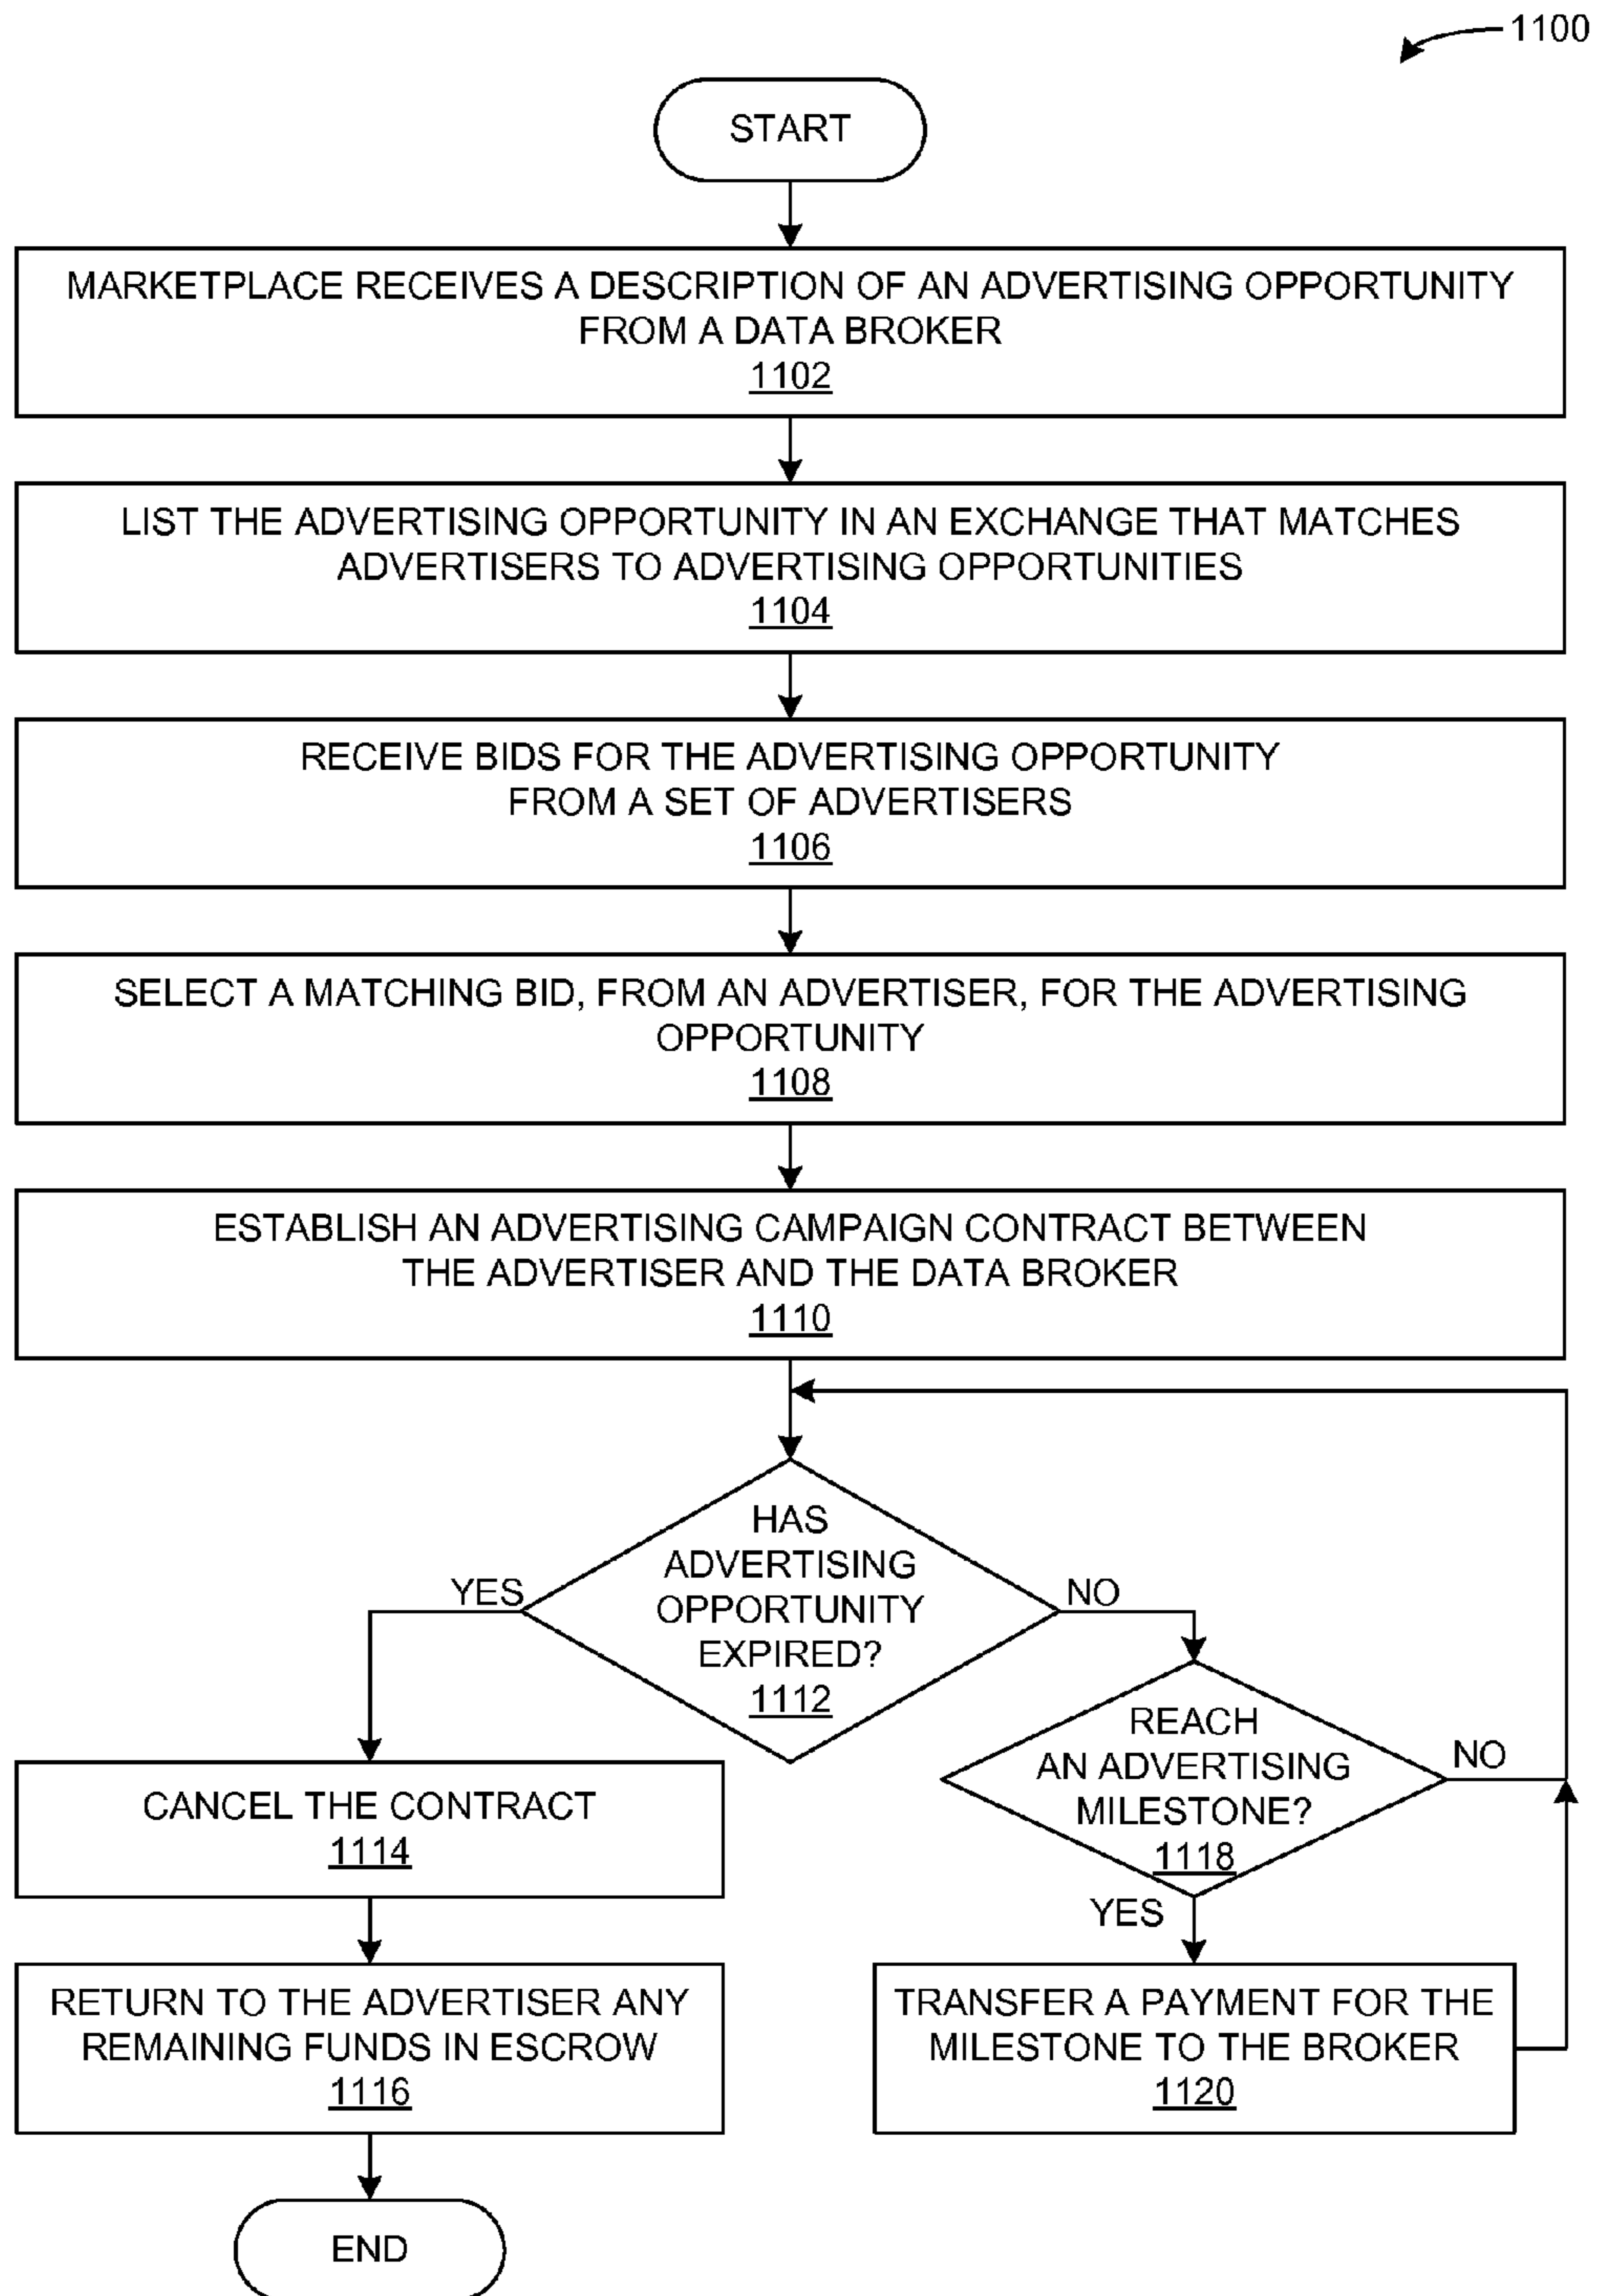 1100
START
MARKETPLACE RECEIVES A DESCRIPTION OF AN ADVERTISING OPPORTUNITY
FROM A DATA BROKER
1102
LIST THE ADVERTISING OPPORTUNITY IN AN EXCHANGE THAT MATCHES
ADVERTISERS TO ADVERTISING OPPORTUNITIES
1104
RECEIVE BIDS FOR THE ADVERTISING OPPORTUNITY
FROM A SET OF ADVERTISERS
1106
SELECT A MATCHING BID, FROM AN ADVERTISER, FOR THE ADVERTISING
OPPORTUNITY
1108
ESTABLISH AN ADVERTISING CAMPAIGN CONTRACT BETWEEN
THE ADVERTISER AND THE DATA BROKER
1110
HAS
ADVERTISING
OPPORTUNITY
EXPIRED?
1112
YES
NO
CANCEL THE CONTRACT
1114
REACH
AN ADVERTISING
MILESTONE?
1118
NO
YES
RETURN TO THE ADVERTISER ANY
REMAINING FUNDS IN ESCROW
1116
TRANSFER A PAYMENT FOR THE
MILESTONE TO THE BROKER
1120
END